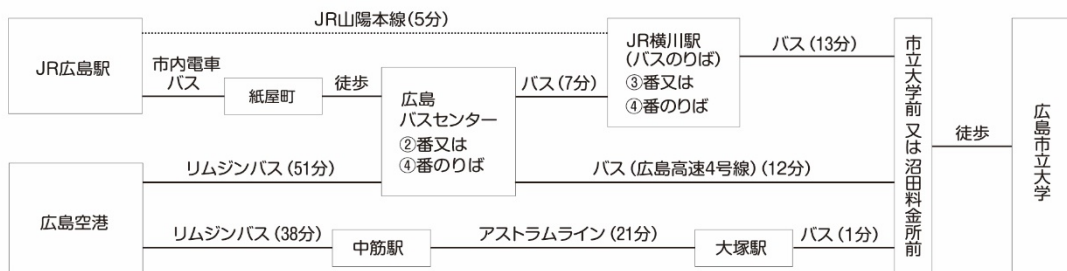 JR山陽本線(5分)
JR広島駅
市内電車
バス
紙屋町
徒歩
広島
バスセンター
②番又は
④番のりば
バス(7分)
JR横川駅
(バスのりば)
③番又は
④番のりば
バス(13分)
市立大学前 又は 沼田料金所前
徒歩
広島市立大学
リムジンバス(51分)
バス(広島高速4号線)(12分)
広島空港
リムジンバス(38分)
中筋駅
アストラムライン(21分)
大塚駅
バス(1分)